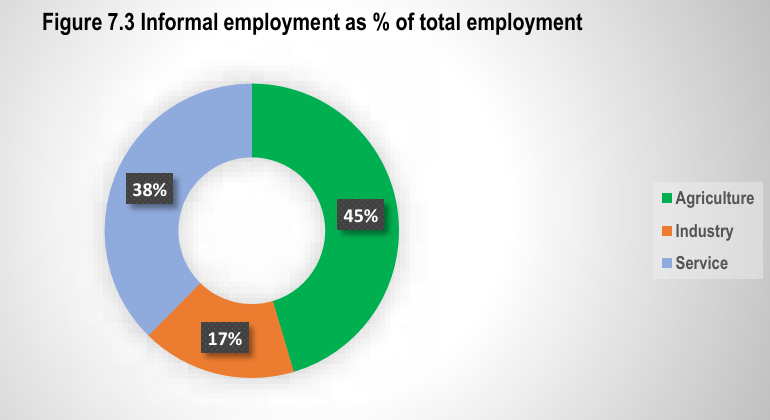 Figure 7.3 Informal employment as % of total employment
38%
45%
17%
Agriculture
Industry
Service